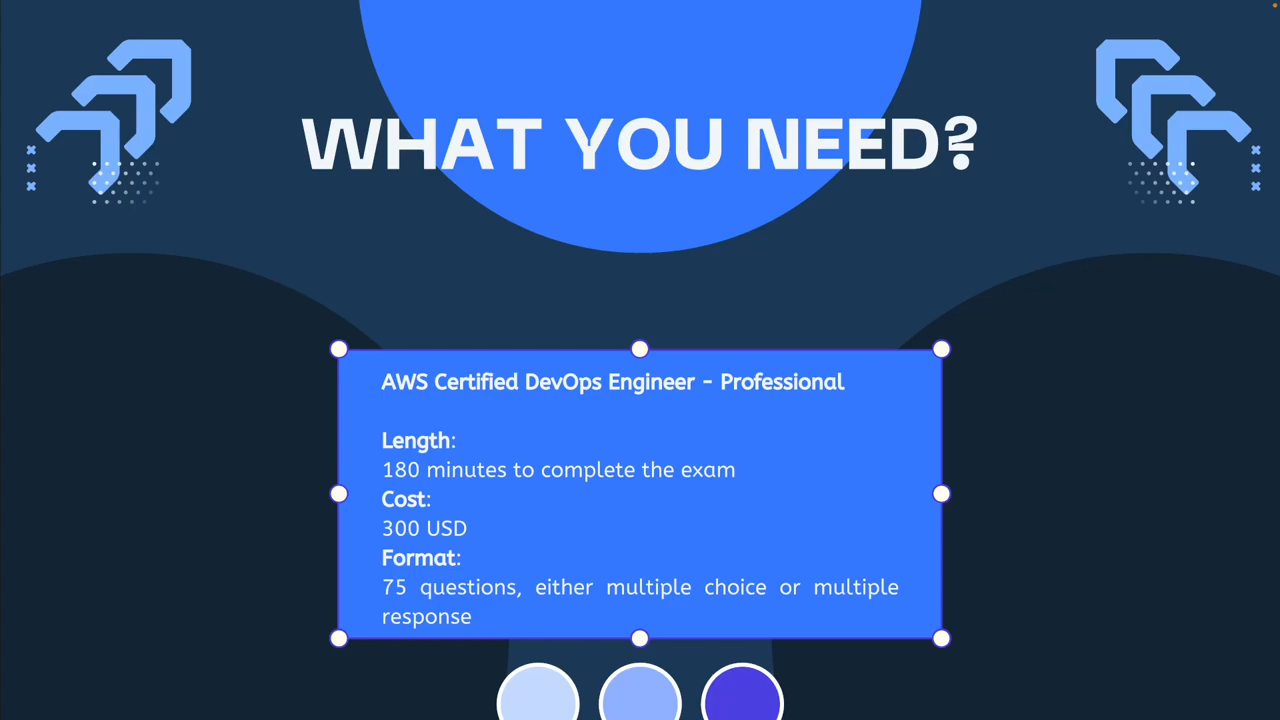 WHAT YOU NEED?
AWS Certified DevOps Engineer - Professional
Length:
180 minutes to complete the exam
Cost:
300 USD
Format:
75 questions, either multiple choice or multiple
response